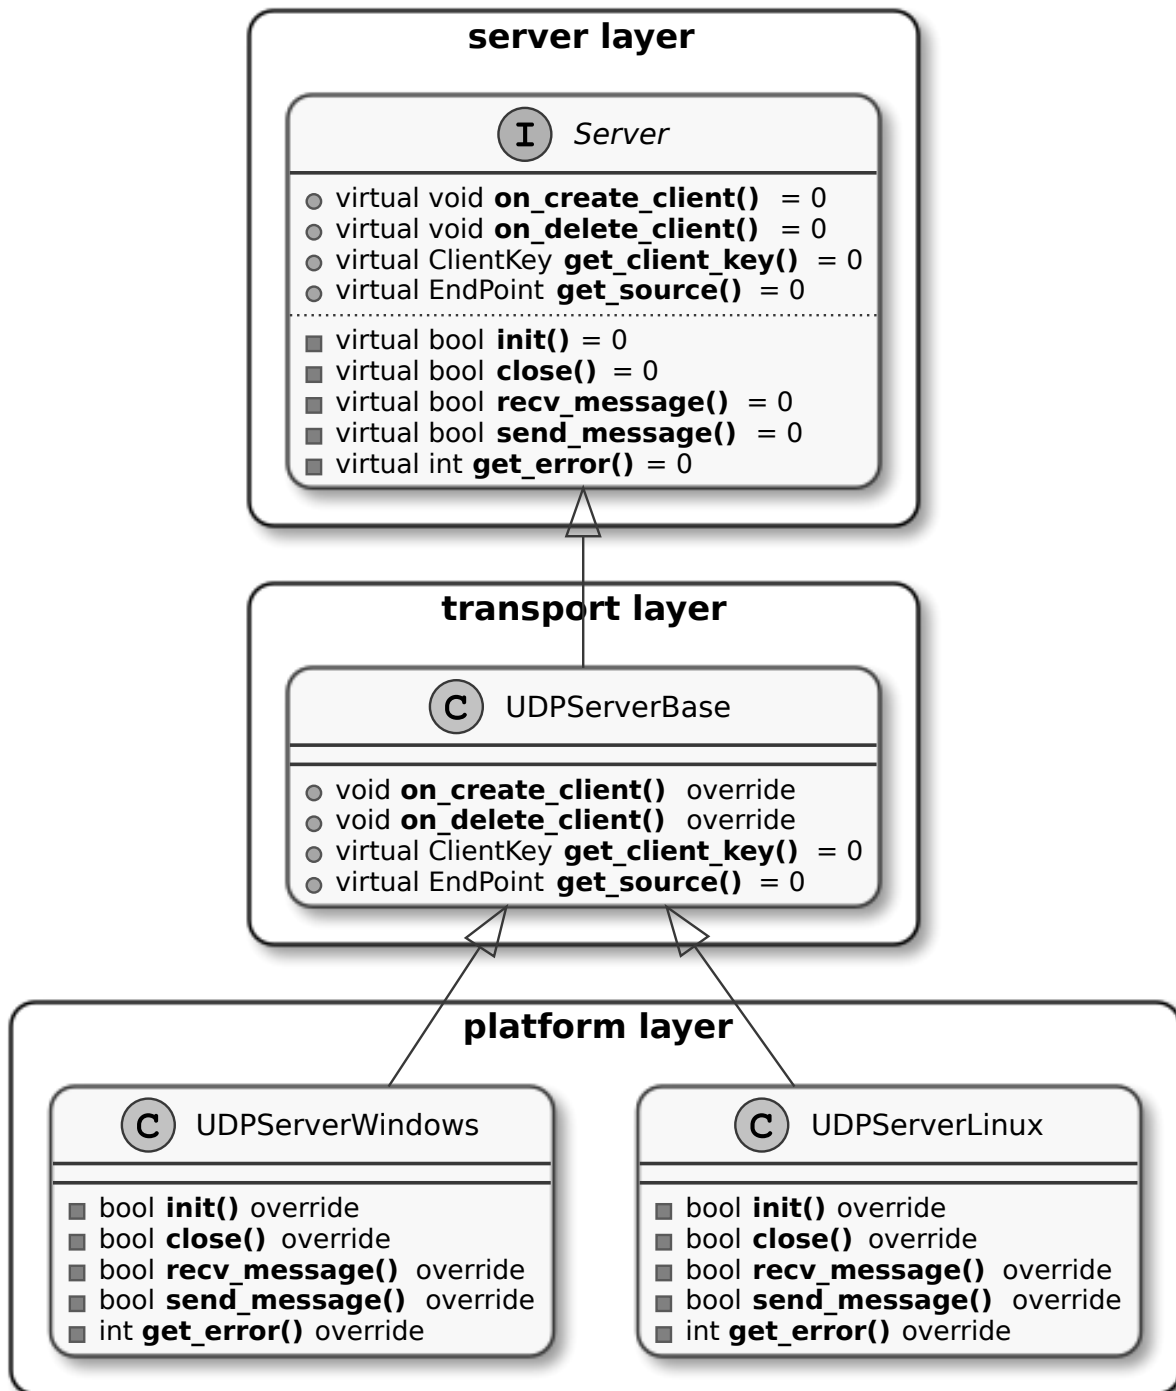 server layer
I Server
virtual void on_create_client() = 0
virtual void on_delete_client() = 0
virtual ClientKey get_client_key() = 0
virtual EndPoint get_source() = 0
virtual bool init() = 0
virtual bool close() = 0
virtual bool recv_message() = 0
virtual bool send_message() = 0
virtual int get_error() = 0
transport layer
C UDPServerBase
void on_create_client() override
void on_delete_client() override
virtual ClientKey get_client_key() = 0
virtual EndPoint get_source() = 0
platform layer
C UDPServerWindows
bool init() override
bool close() override
bool recv_message() override
bool send_message() override
int get_error() override
C UDPServerLinux
bool init() override
bool close() override
bool recv_message() override
bool send_message() override
int get_error() override